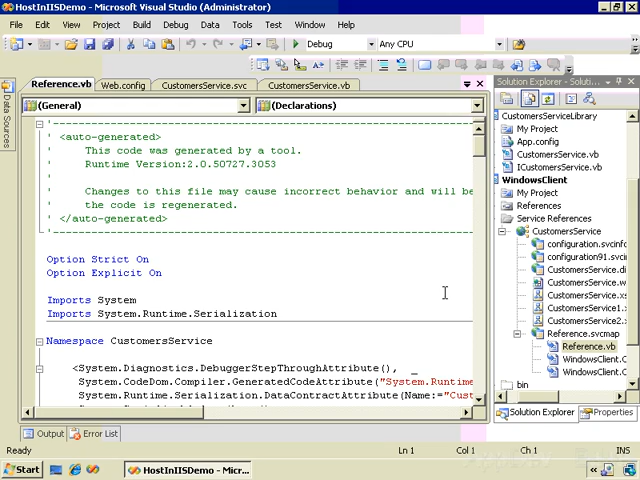 HostInIISDemo - Microsoft Visual Studio (Administrator)
File Edit View Project Build Debug Data Tools Test Window Help
Debug Any CPU
Reference.vb Web.config CustomersService.svc CustomersService.vb
Data Sources
(General) (Declarations)
'------------------------------------------------------------
' <auto-generated>
'     This code was generated by a tool.
'     Runtime Version:2.0.50727.3053
'
'     Changes to this file may cause incorrect behavior and will be
'     the code is regenerated.
' </auto-generated>
'------------------------------------------------------------
Option Strict On
Option Explicit On
Imports System
Imports System.Runtime.Serialization
Namespace CustomersService
<System.Diagnostics.DebuggerStepThroughAttribute(), _
System.CodeDom.Compiler.GeneratedCodeAttribute("System.Runtime
System.Runtime.Serialization.DataContractAttribute(Name:="Cust
Solution Explorer - Solutio...
CustomersServiceLibrary
My Project
App.config
CustomersService.vb
ICustomersService.vb
WindowsClient
My Project
References
Service References
CustomersService
configuration.svcinfo
configuration91.svcin
CustomersService.di
CustomersService.w
CustomersService.xs
CustomersService1.
CustomersService2.
Reference.svcmap
Reference.vb
WindowsClient.C
WindowsClient.C
bin
Solution Explorer Properties
Output Error List
Ready Ln 1 Col 1 Ch 1 INS
Start HostInIISDemo - Micr...